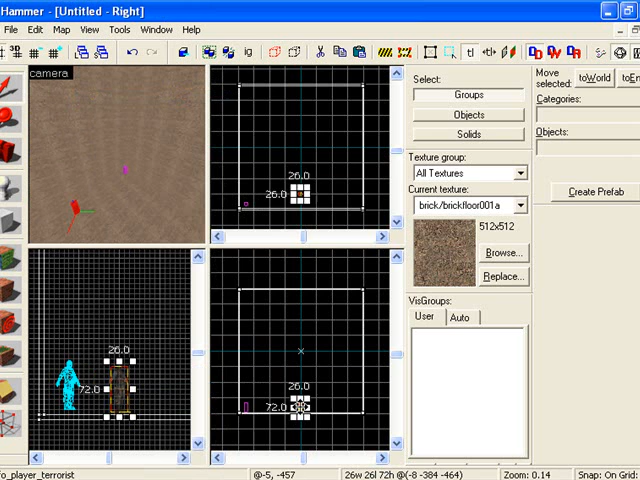 Hammer - [Untitled - Right]
File Edit Map View Tools Window Help
camera
26.0
26.0
26.0
72.0
26.0
72.0
Select:
Groups
Objects
Solids
Texture group:
All Textures
Current texture:
brick/brickfloor001a
512x512
Browse...
Replace...
VisGroups:
User Auto
Move
selected:
toWorld
toEn
Categories:
Objects:
Create Prefab
fo_player_terrorist
@-5, -457
26w 26l 72h @(-8 -384 -464)
Zoom: 0.14
Snap: On Grid: